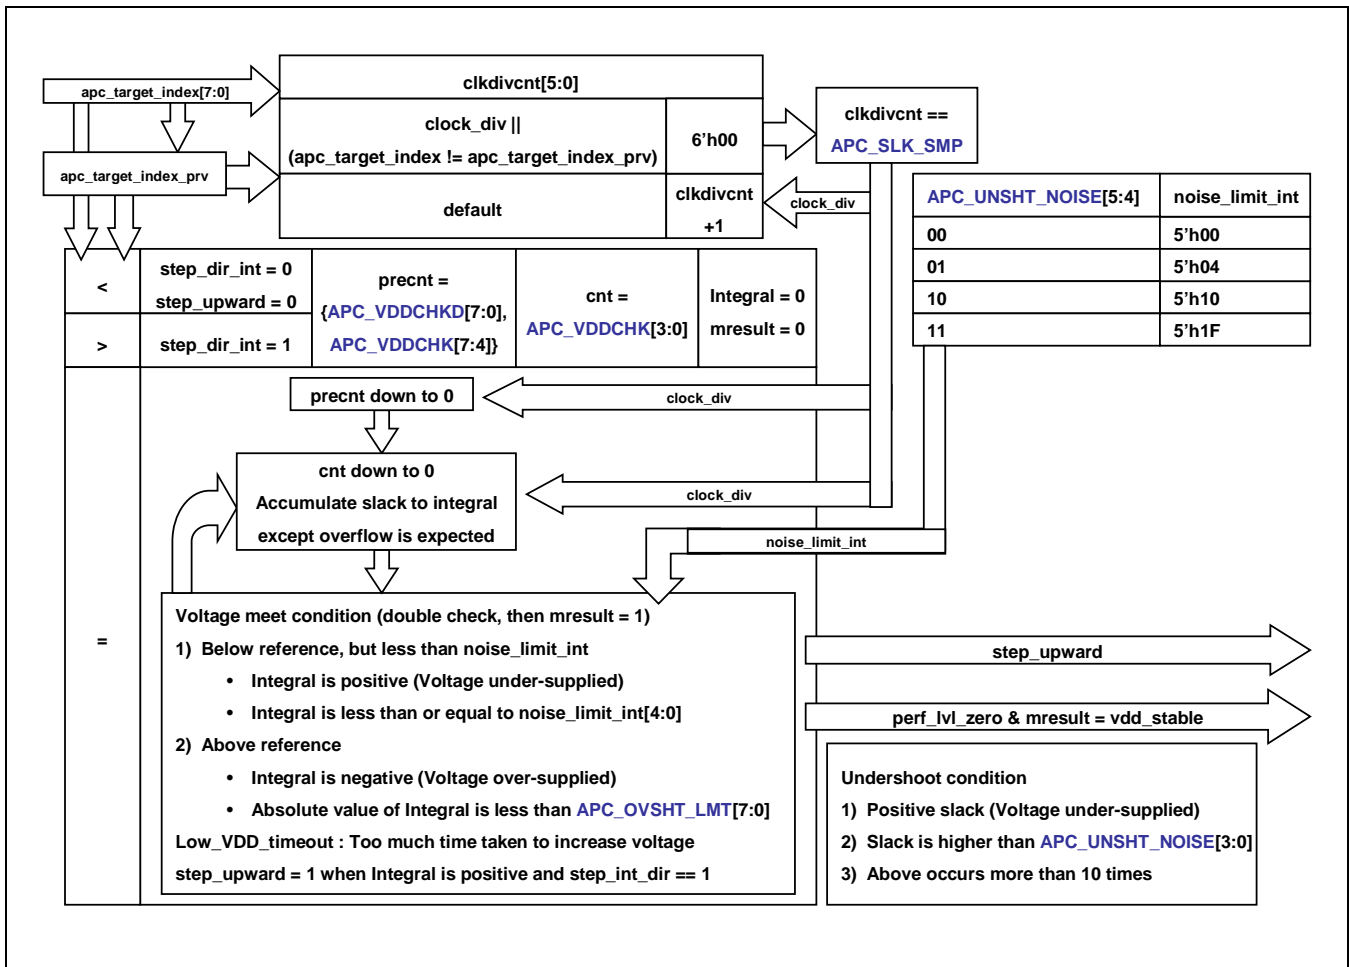 apc_target_index[7:0]
clkdivcnt[5:0]
clock_div ||
(apc_target_index != apc_target_index_prv)
6’h00
default
clkdivcnt
+1
clkdivcnt ==
APC_SLK_SMP
clock_div
apc_target_index_prv
APC_UNSHT_NOISE[5:4]
noise_limit_int
00
5’h00
01
5’h04
10
5’h10
11
5’h1F
<
step_dir_int = 0
step_upward = 0
>
step_dir_int = 1
precnt =
{APC_VDDCHKD[7:0],
APC_VDDCHK[7:4]}
cnt =
APC_VDDCHK[3:0]
Integral = 0
mresult = 0
precnt down to 0
clock_div
cnt down to 0
Accumulate slack to integral
except overflow is expected
clock_div
noise_limit_int
=
Voltage meet condition (double check, then mresult = 1)
1) Below reference, but less than noise_limit_int
• Integral is positive (Voltage under-supplied)
• Integral is less than or equal to noise_limit_int[4:0]
2) Above reference
• Integral is negative (Voltage over-supplied)
• Absolute value of Integral is less than APC_OVSHT_LMT[7:0]
Low_VDD_timeout : Too much time taken to increase voltage
step_upward = 1 when Integral is positive and step_int_dir == 1
step_upward
perf_lvl_zero & mresult = vdd_stable
Undershoot condition
1) Positive slack (Voltage under-supplied)
2) Slack is higher than APC_UNSHT_NOISE[3:0]
3) Above occurs more than 10 times